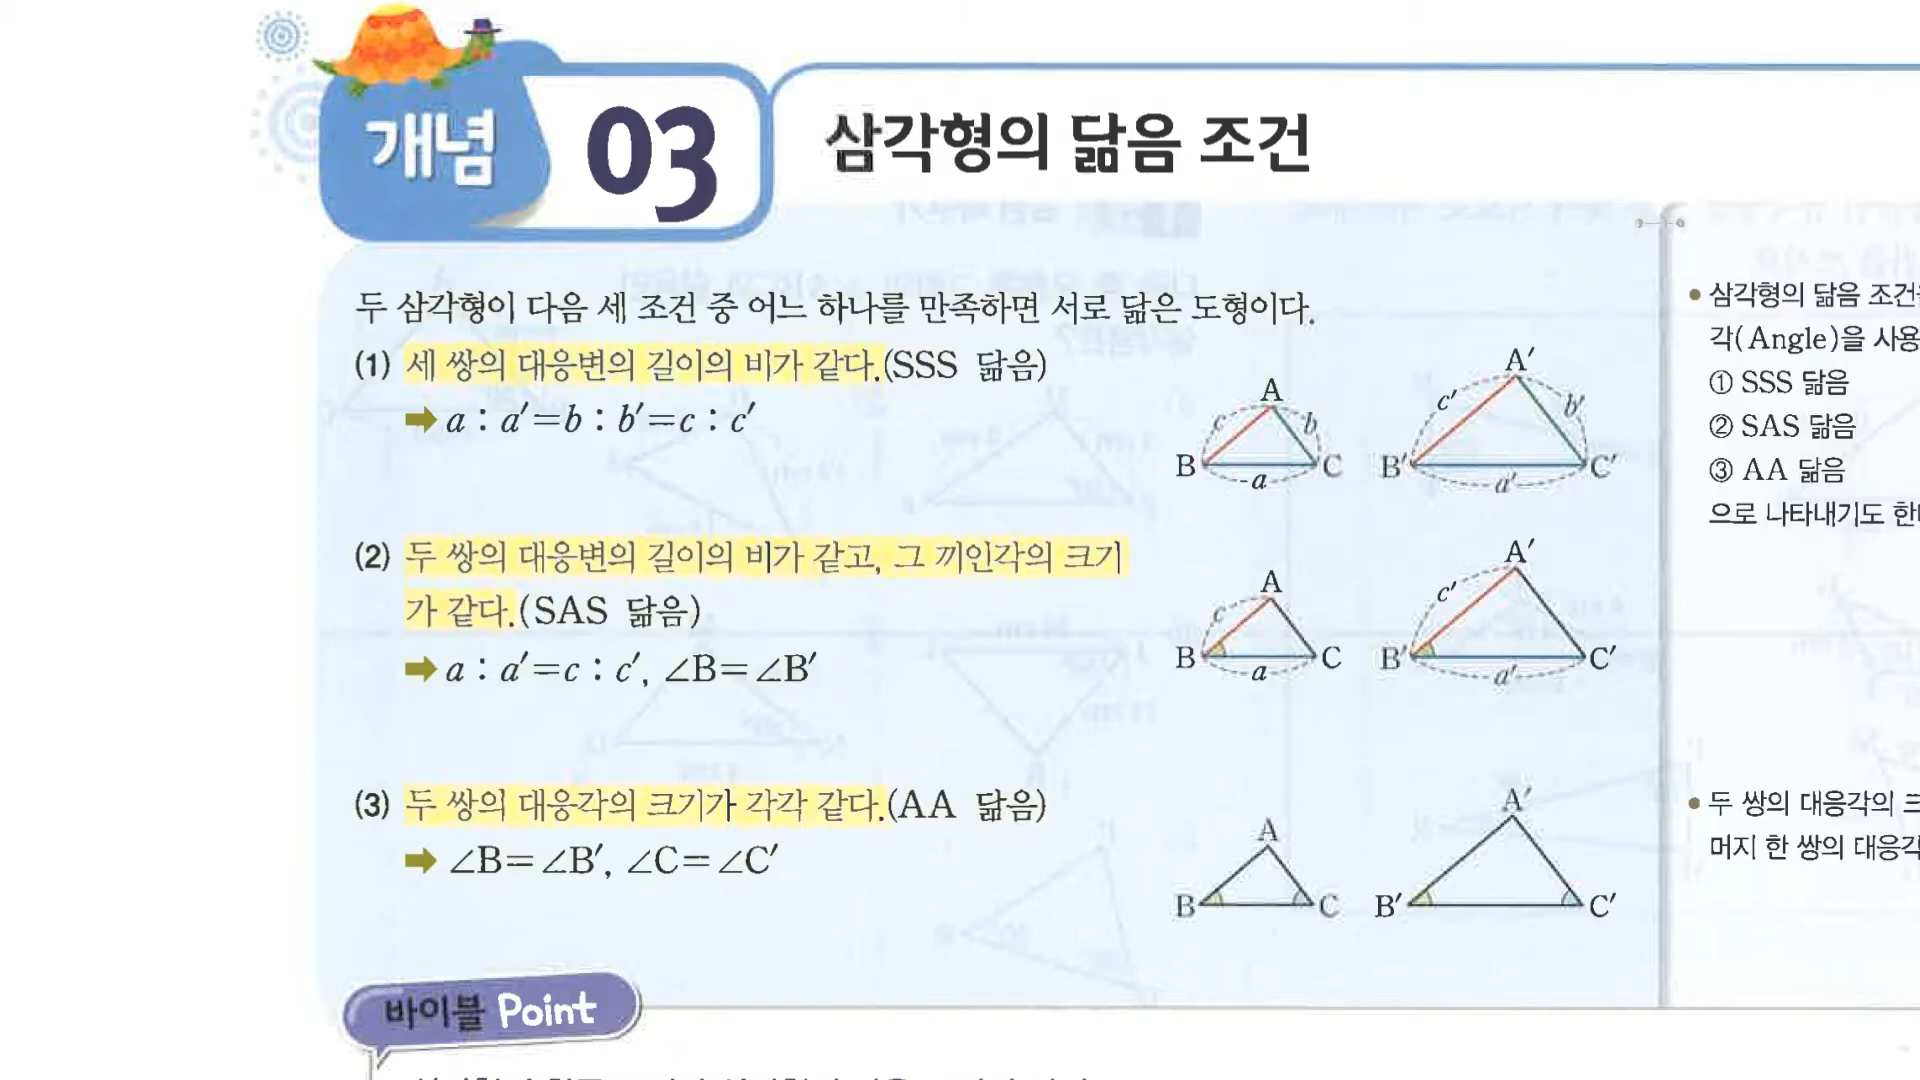 개념 03 삼각형의 닮음 조건
두 삼각형이 다음 세 조건 중 어느 하나를 만족하면 서로 닮은 도형이다.
(1) 세 쌍의 대응변의 길이의 비가 같다.(SSS 닮음)
➡ a : a′=b : b′=c : c′
A
c b
B C
a
A′
c′ b′
B′ C′
a′
(2) 두 쌍의 대응변의 길이의 비가 같고, 그 끼인각의 크기
가 같다.(SAS 닮음)
➡ a : a′=c : c′, ∠B=∠B′
A
c
B C
a
A′
c′
B′ C′
a′
(3) 두 쌍의 대응각의 크기가 각각 같다.(AA 닮음)
➡ ∠B=∠B′, ∠C=∠C′
A
B C
A′
B′ C′
• 삼각형의 닮음 조건
각(Angle)을 사용
① SSS 닮음
② SAS 닮음
③ AA 닮음
으로 나타내기도
• 두 쌍의 대응각의
머지 한 쌍의 대응각
바이블 Point